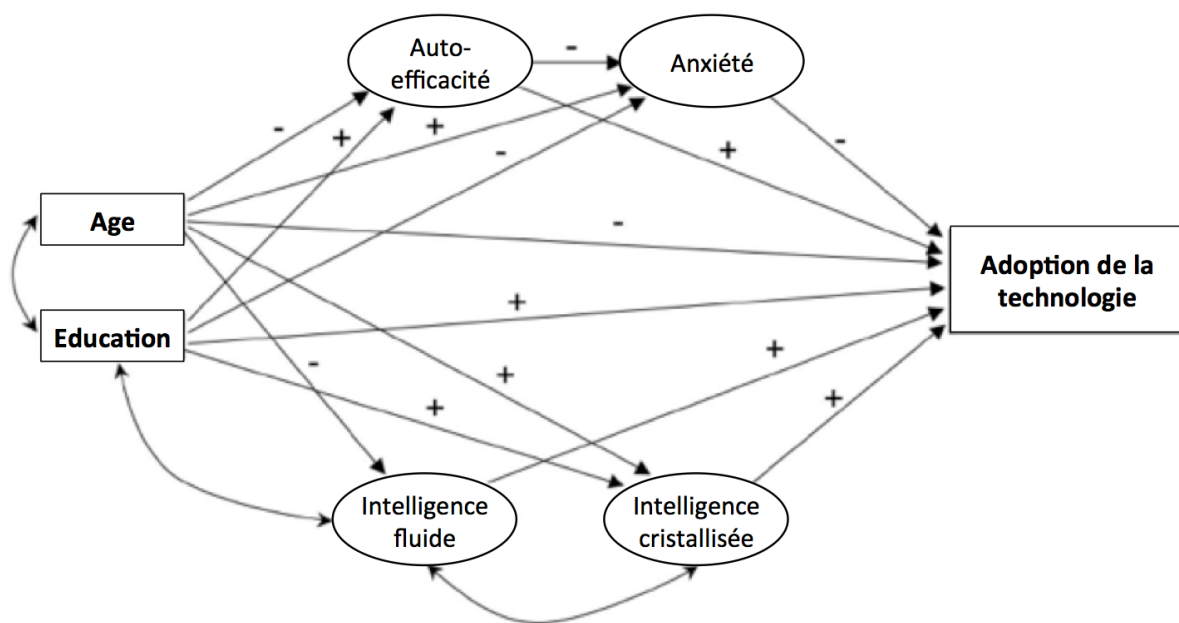 Auto-
efficacité
-
Anxiété
-
+
+
-
+
-
Age
-
Adoption de la
technologie
+
Education
-
+
+
+
+
Intelligence
fluide
Intelligence
cristallisée